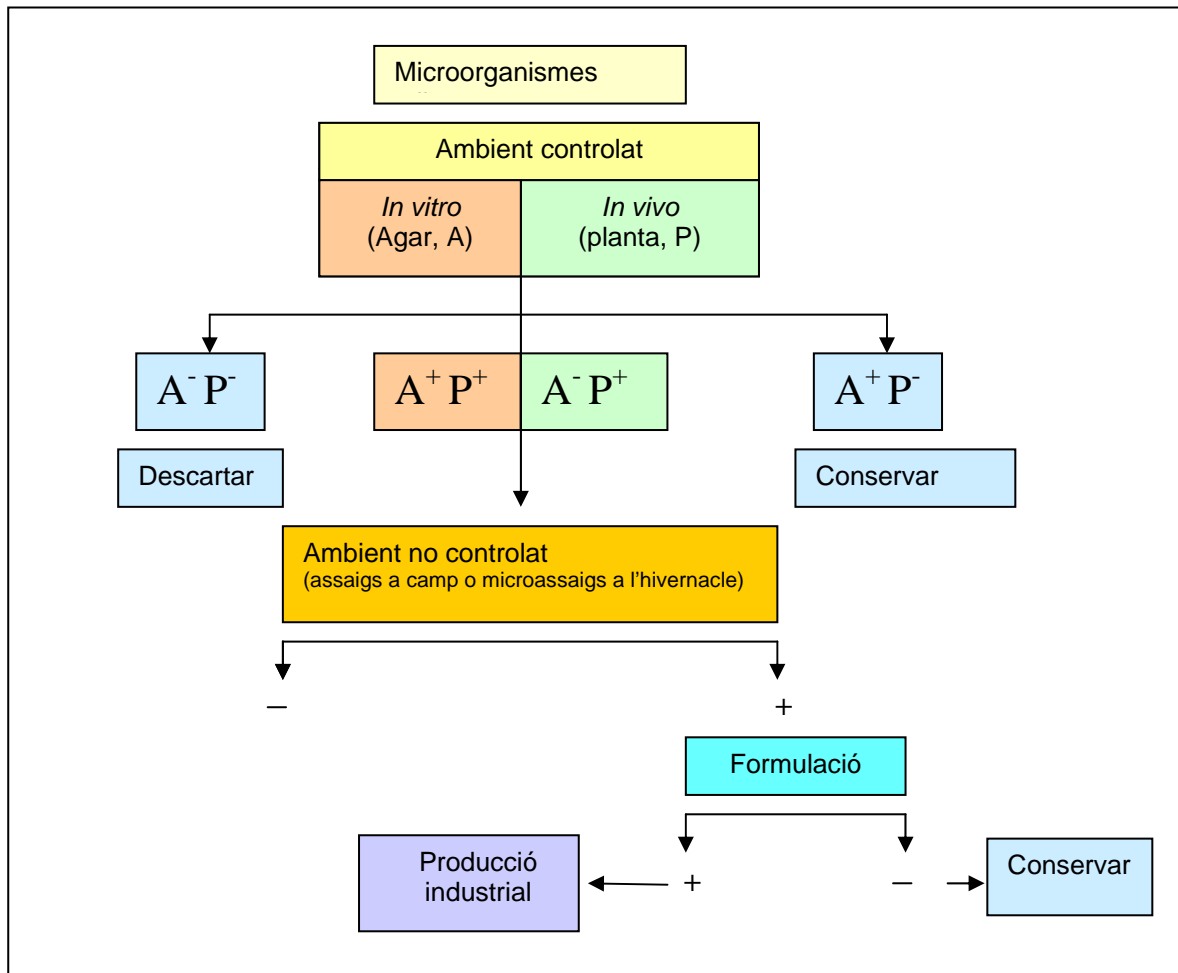 Microorganismes
Ambient controlat
In vitro
(Agar, A)
In vivo
(planta, P)
A⁻ P⁻
A⁺ P⁺
A⁻ P⁺
A⁺ P⁻
Descartar
Conservar
Ambient no controlat
(assaigs a camp o microassaigs a l'hivernacle)
–
+
Formulació
Producció
industrial
+
–
Conservar